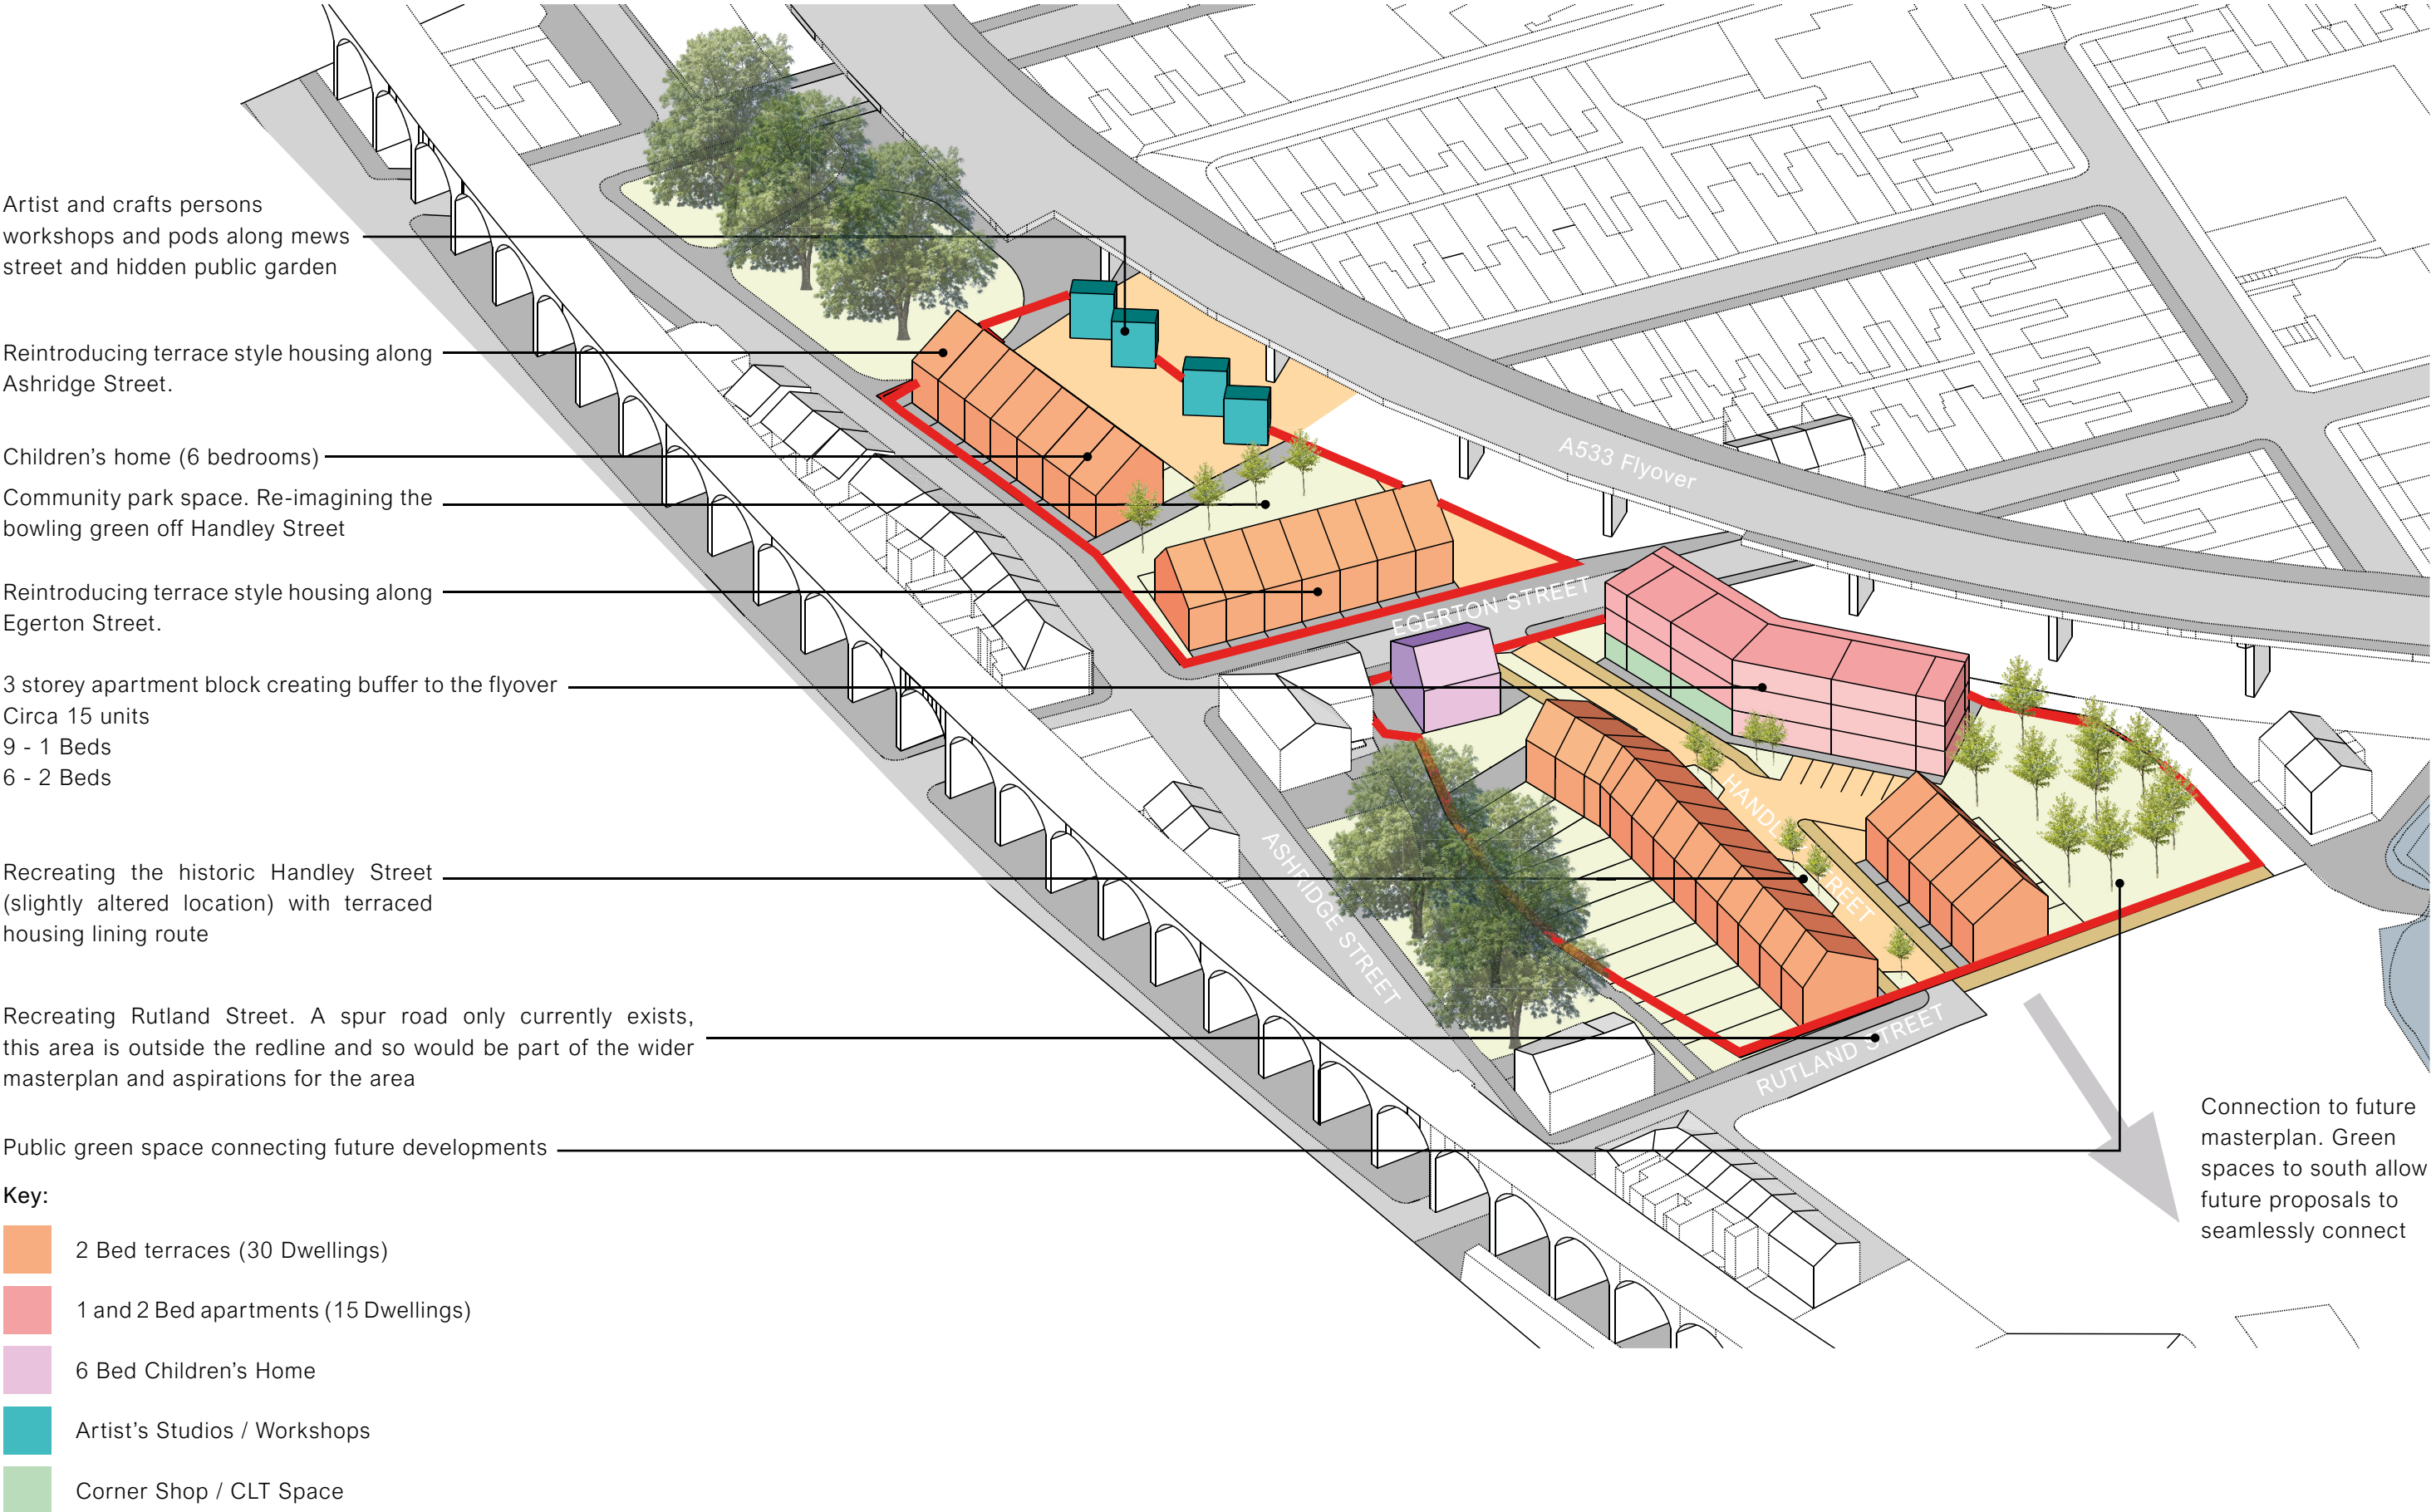 Artist and crafts persons
workshops and pods along mews
street and hidden public garden
Reintroducing terrace style housing along
Ashridge Street.
Children's home (6 bedrooms)
Community park space. Re-imagining the
bowling green off Handley Street
Reintroducing terrace style housing along
Egerton Street.
3 storey apartment block creating buffer to the flyover
Circa 15 units
9 - 1 Beds
6 - 2 Beds
Recreating the historic Handley Street
(slightly altered location) with terraced
housing lining route
Recreating Rutland Street. A spur road only currently exists,
this area is outside the redline and so would be part of the wider
masterplan and aspirations for the area
Public green space connecting future developments
Key:
2 Bed terraces (30 Dwellings)
1 and 2 Bed apartments (15 Dwellings)
6 Bed Children's Home
Artist's Studios / Workshops
Corner Shop / CLT Space
A533 Flyover
EGERTON STREET
HANDLEY STREET
ASHRIDGE STREET
RUTLAND STREET
Connection to future
masterplan. Green
spaces to south allow
future proposals to
seamlessly connect